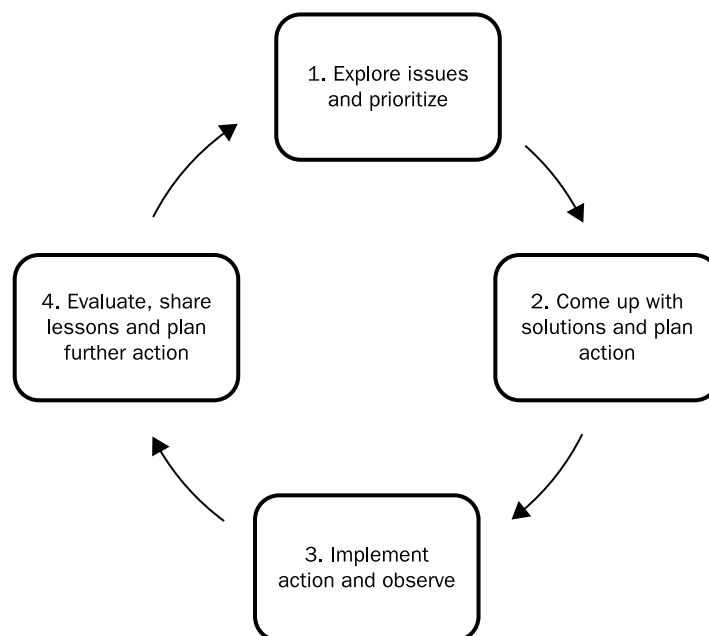 1. Explore issues
and prioritize
2. Come up with
solutions and plan
action
3. Implement
action and observe
4. Evaluate, share
lessons and plan
further action